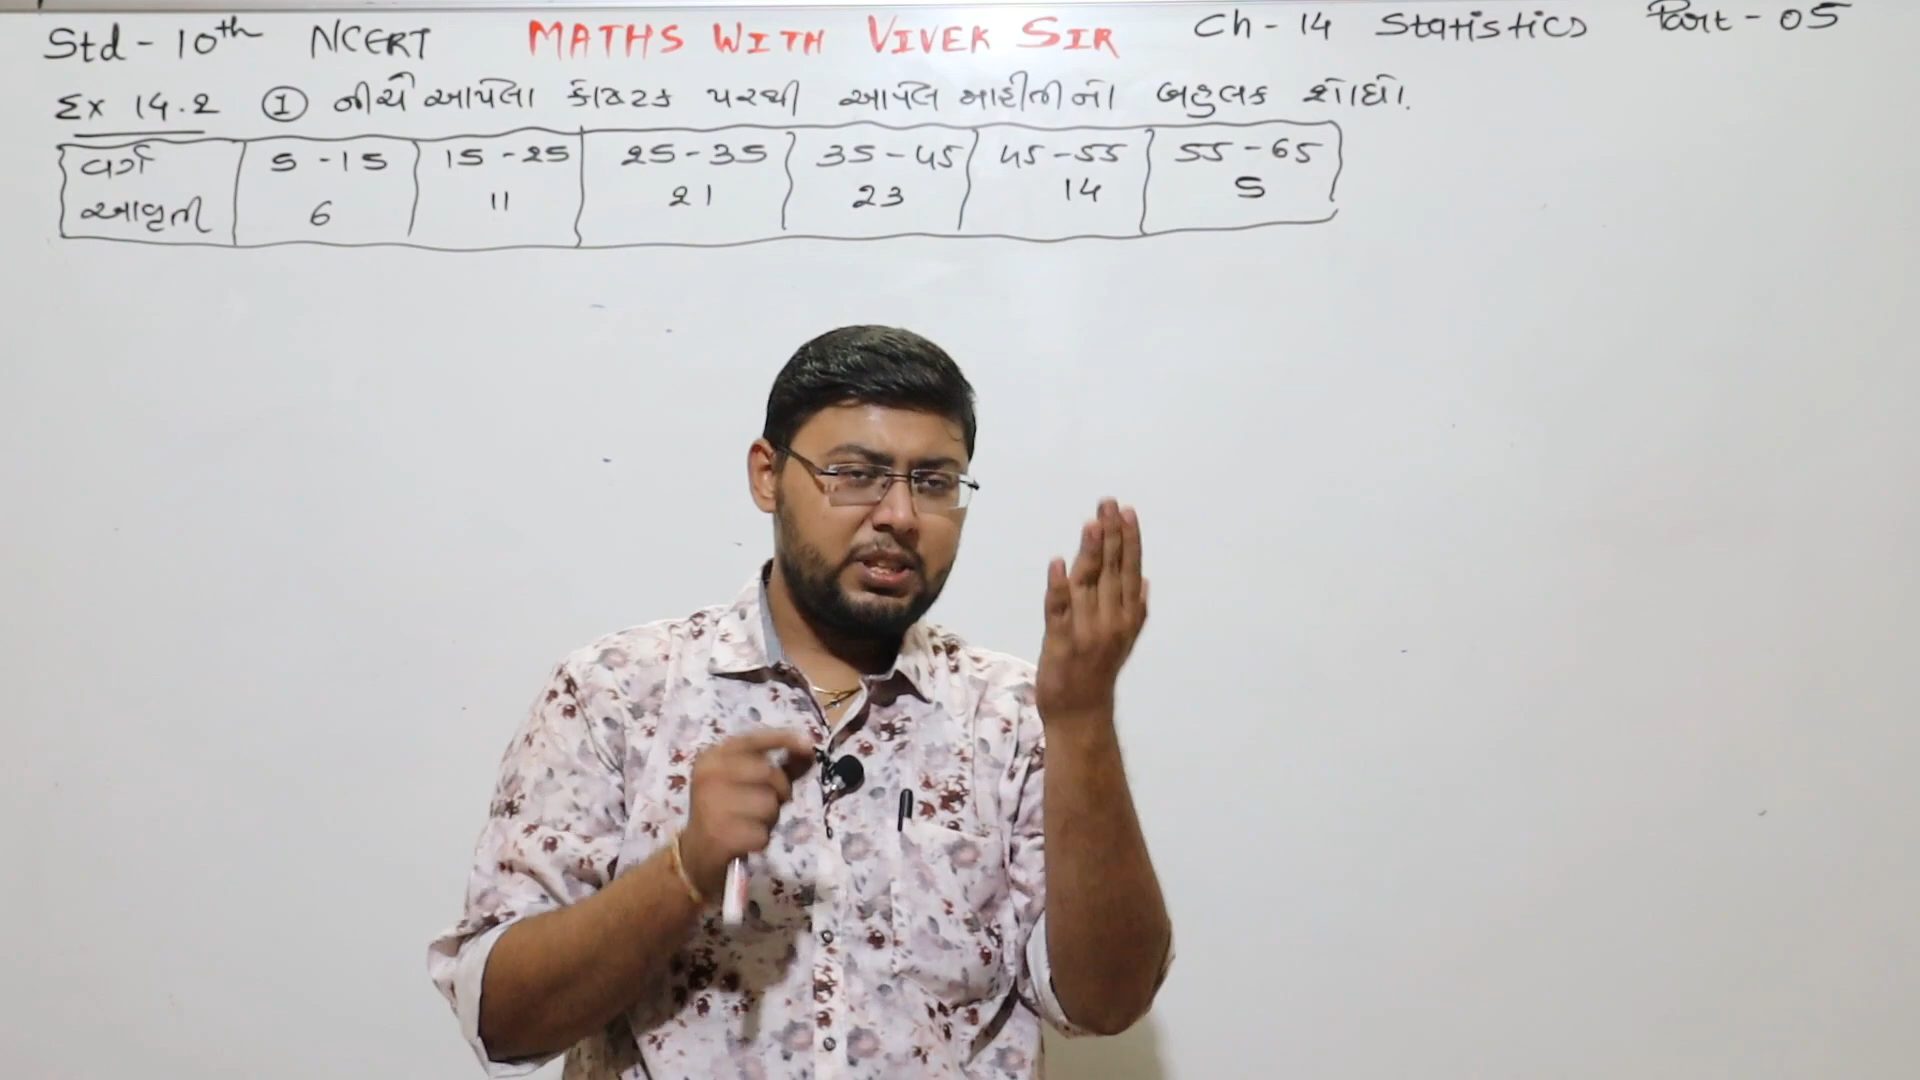 Std - 10th NCERT MATHS WITH VIVEK SIR Ch - 14 Statistics Part - 05
Ex 14.2 ① નીચે આપેલા કોષ્ટક પરથી આપેલ માહીતીનો બહુલક શોધો.
વર્ગ 5 - 15 15 - 25 25 - 35 35 - 45 45 - 55 55 - 65
આવૃતી 6 11 21 23 14 5